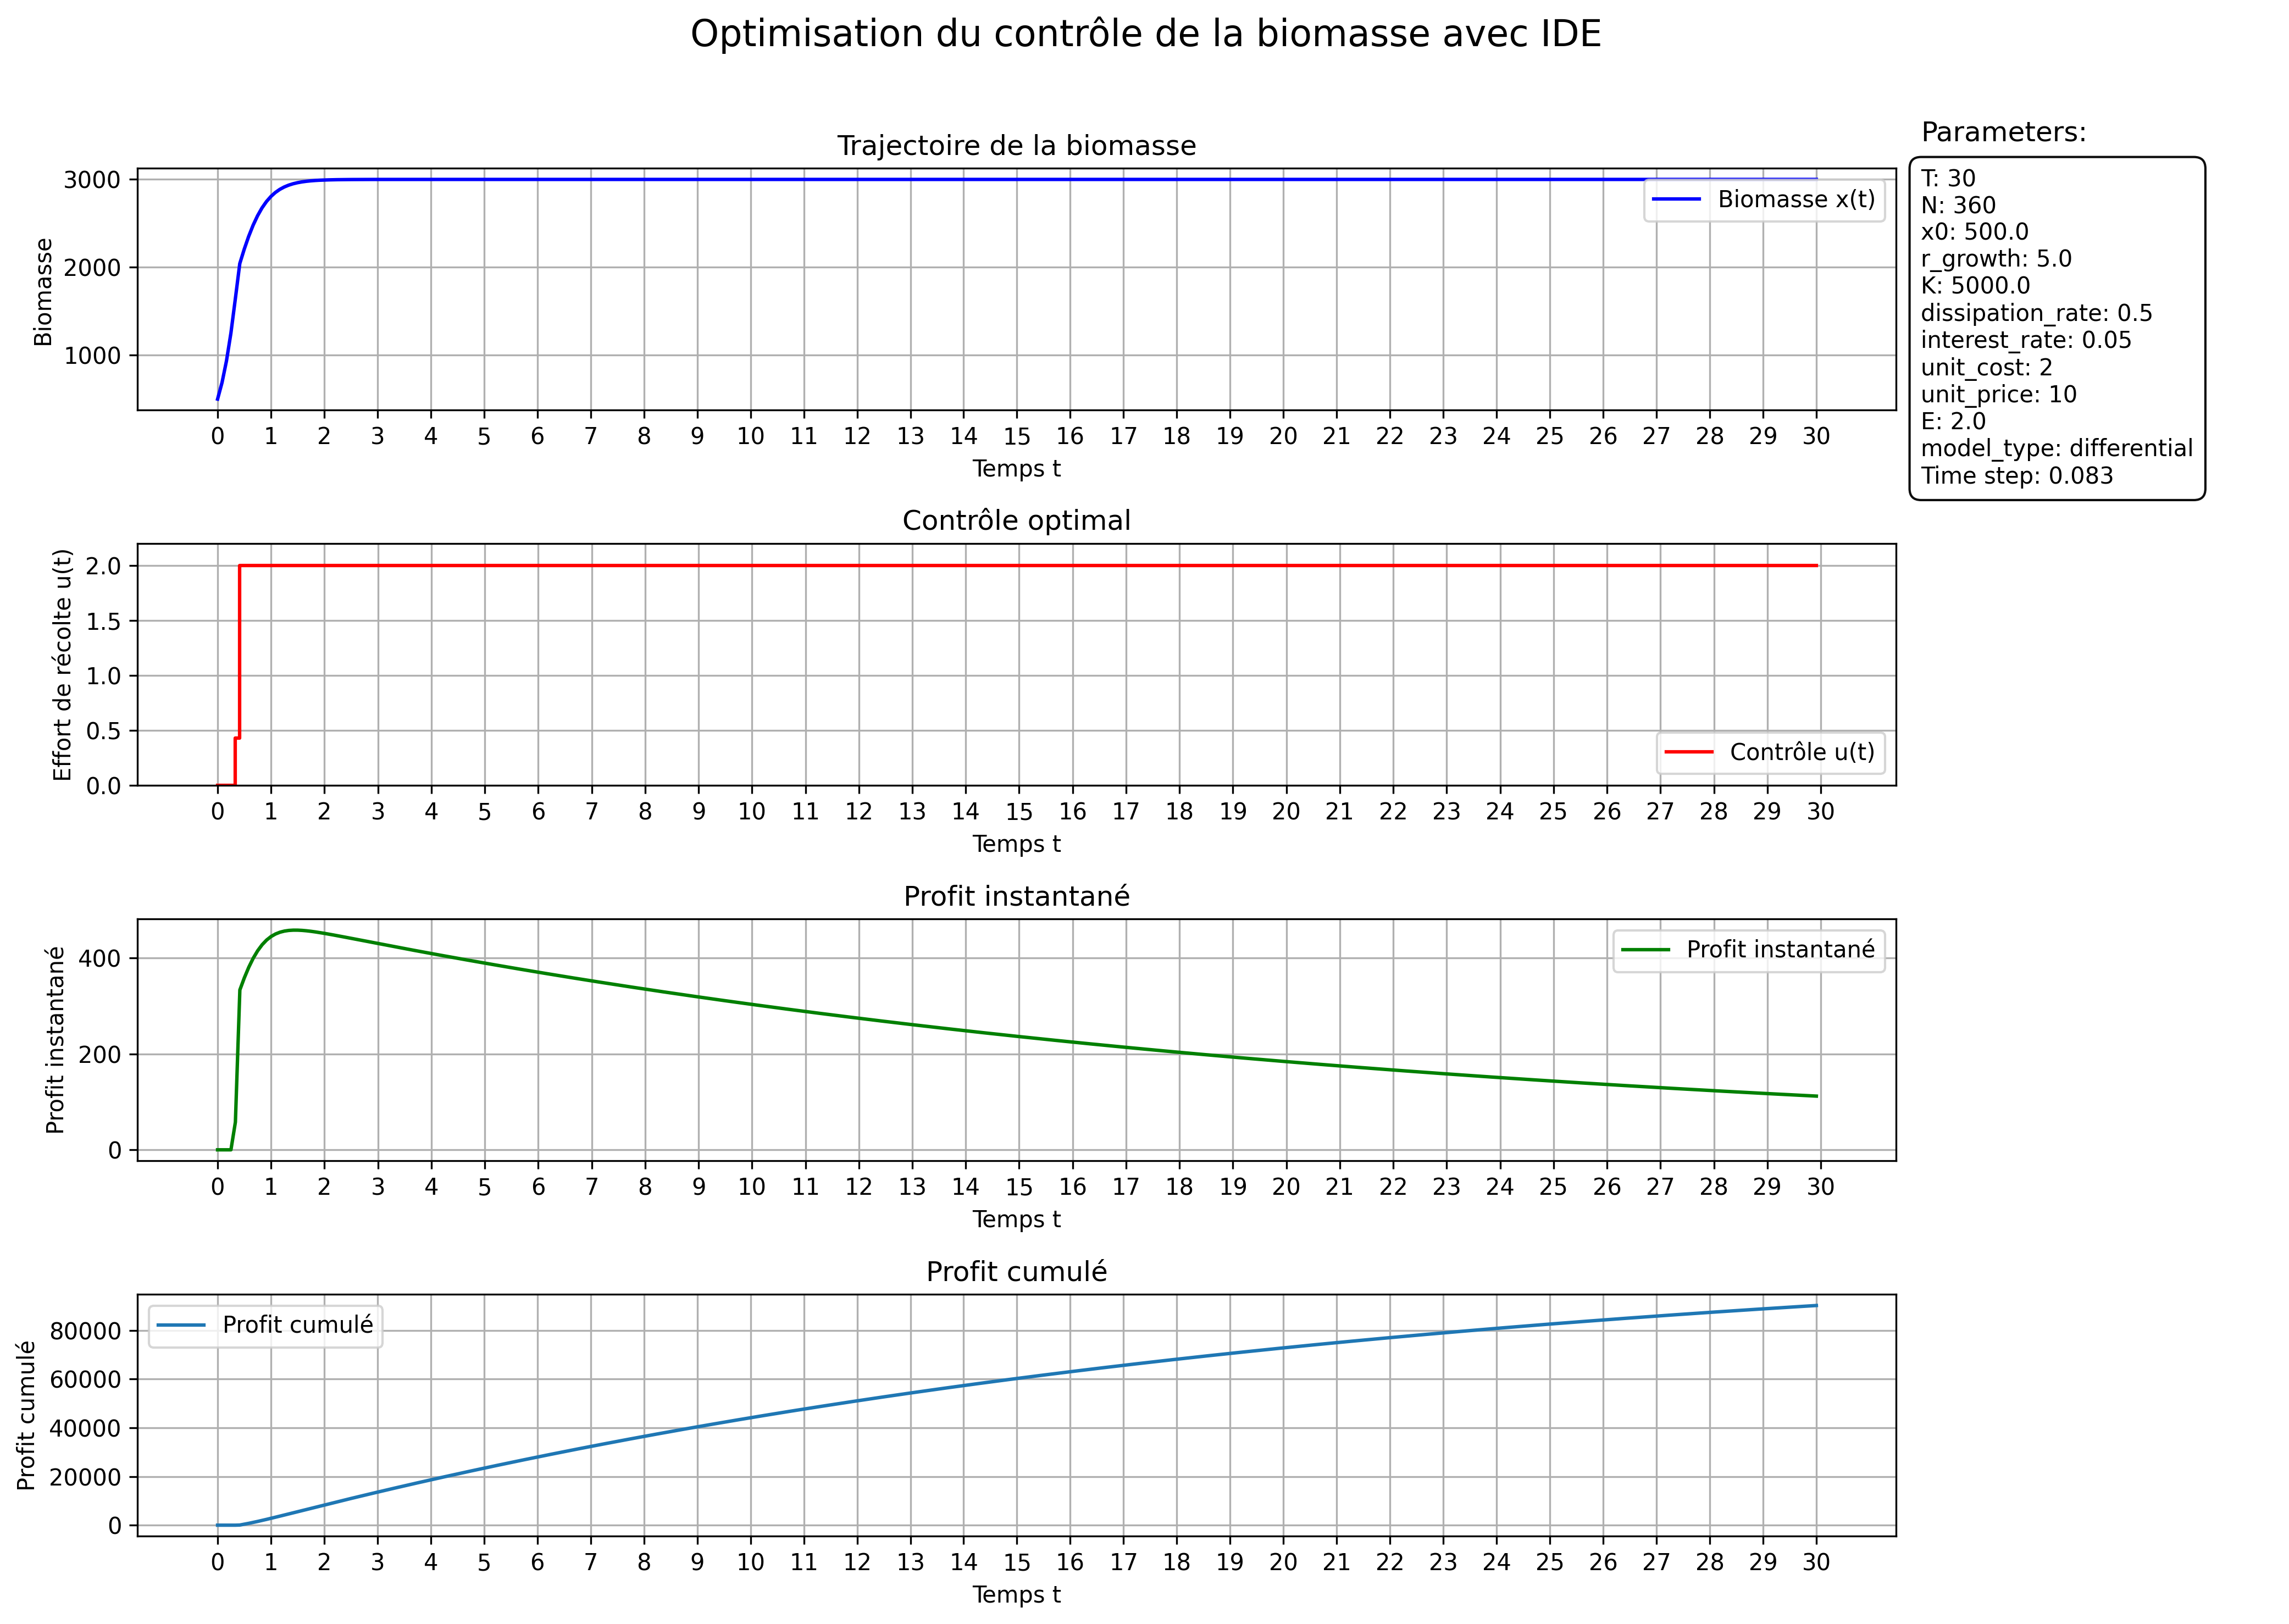 Optimisation du contrôle de la biomasse avec IDE
Trajectoire de la biomasse
Biomasse
3000
2000
1000
Biomasse x(t)
0 1 2 3 4 5 6 7 8 9 10 11 12 13 14 15 16 17 18 19 20 21 22 23 24 25 26 27 28 29 30
Temps t
Parameters:
T: 30
N: 360
x0: 500.0
r_growth: 5.0
K: 5000.0
dissipation_rate: 0.5
interest_rate: 0.05
unit_cost: 2
unit_price: 10
E: 2.0
model_type: differential
Time step: 0.083
Contrôle optimal
Effort de récolte u(t)
2.0
1.5
1.0
0.5
0.0
Contrôle u(t)
0 1 2 3 4 5 6 7 8 9 10 11 12 13 14 15 16 17 18 19 20 21 22 23 24 25 26 27 28 29 30
Temps t
Profit instantané
Profit instantané
400
200
0
Profit instantané
0 1 2 3 4 5 6 7 8 9 10 11 12 13 14 15 16 17 18 19 20 21 22 23 24 25 26 27 28 29 30
Temps t
Profit cumulé
Profit cumulé
80000
60000
40000
20000
0
Profit cumulé
0 1 2 3 4 5 6 7 8 9 10 11 12 13 14 15 16 17 18 19 20 21 22 23 24 25 26 27 28 29 30
Temps t